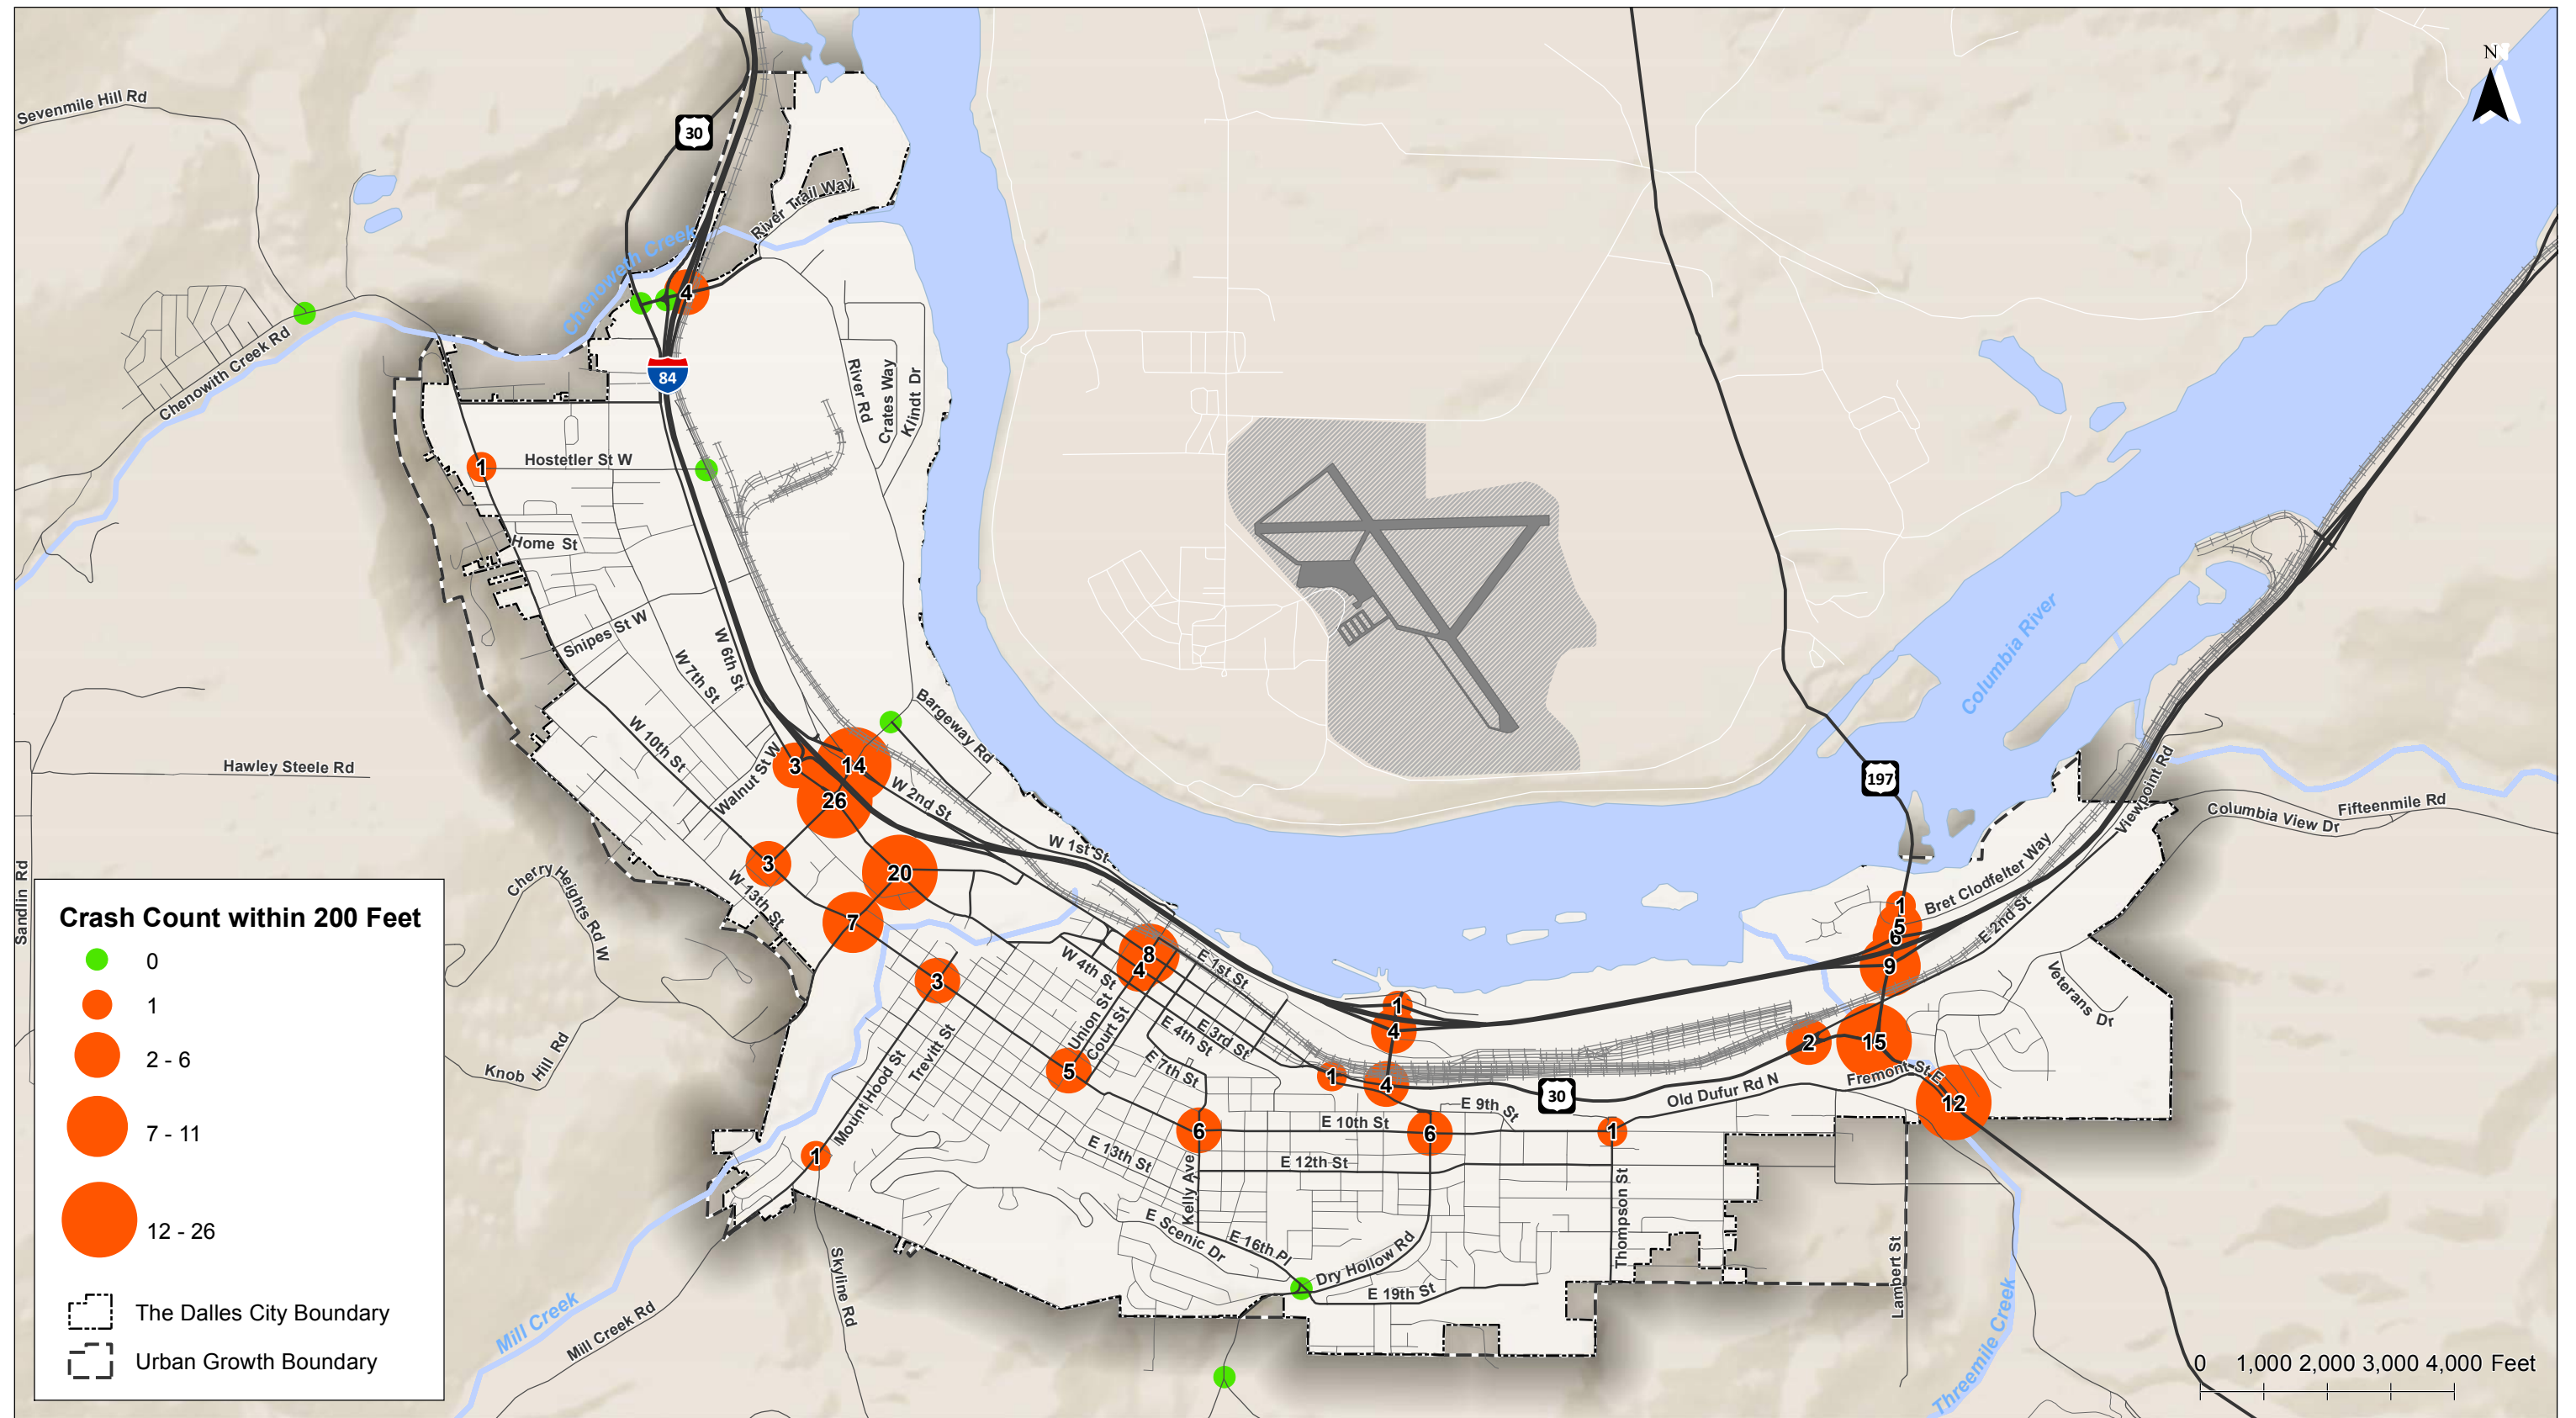 N
Sevenmile Hill Rd
30
River Trail Way
Chenoweth Creek
4
Chenowith Creek Rd
84
River Rd
Crates Way
Klindt Dr
1
Hostetler St W
Home St
Snipes St W
W 6th St
W 7th St
Columbia River
Bargeway Rd
W 10th St
Hawley Steele Rd
Walnut St W
3
14
26
W 2nd St
197
Viewpoint Rd
Columbia View Dr
Fifteenmile Rd
W 1st St
Bret Clodfelter Way
3
20
W 13th St
Cherry Heights Rd W
Sandlin Rd
7
1
5
6
9
E 2nd St
8
4
W 4th St
E 1st St
3
Veterans Dr
1
4
Union St
Court St
E 4th St
E 3rd St
2
15
Knob Hill Rd
Trevitt St
Mount Hood St
5
E 7th St
1
4
30
Old Dufur Rd N
Fremont St E
12
E 9th St
6
E 10th St
6
1
1
E 13th St
E 12th St
Kelly Ave
Thompson St
E Scenic Dr
E 16th Pl
Dry Hollow Rd
E 19th St
Lambert St
Skyline Rd
Mill Creek
Mill Creek Rd
Threemile Creek
Crash Count within 200 Feet
0
1
2 - 6
7 - 11
12 - 26
The Dalles City Boundary
Urban Growth Boundary
0 1,000 2,000 3,000 4,000 Feet